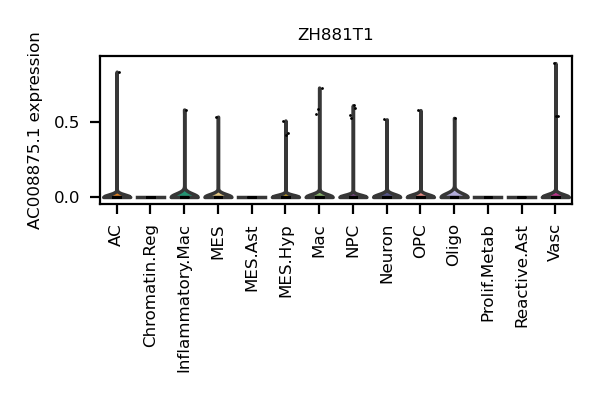 ZH881T1
AC008875.1 expression
0.5
0.0
AC
Chromatin.Reg
Inflammatory.Mac
MES
MES.Ast
MES.Hyp
Mac
NPC
Neuron
OPC
Oligo
Prolif.Metab
Reactive.Ast
Vasc